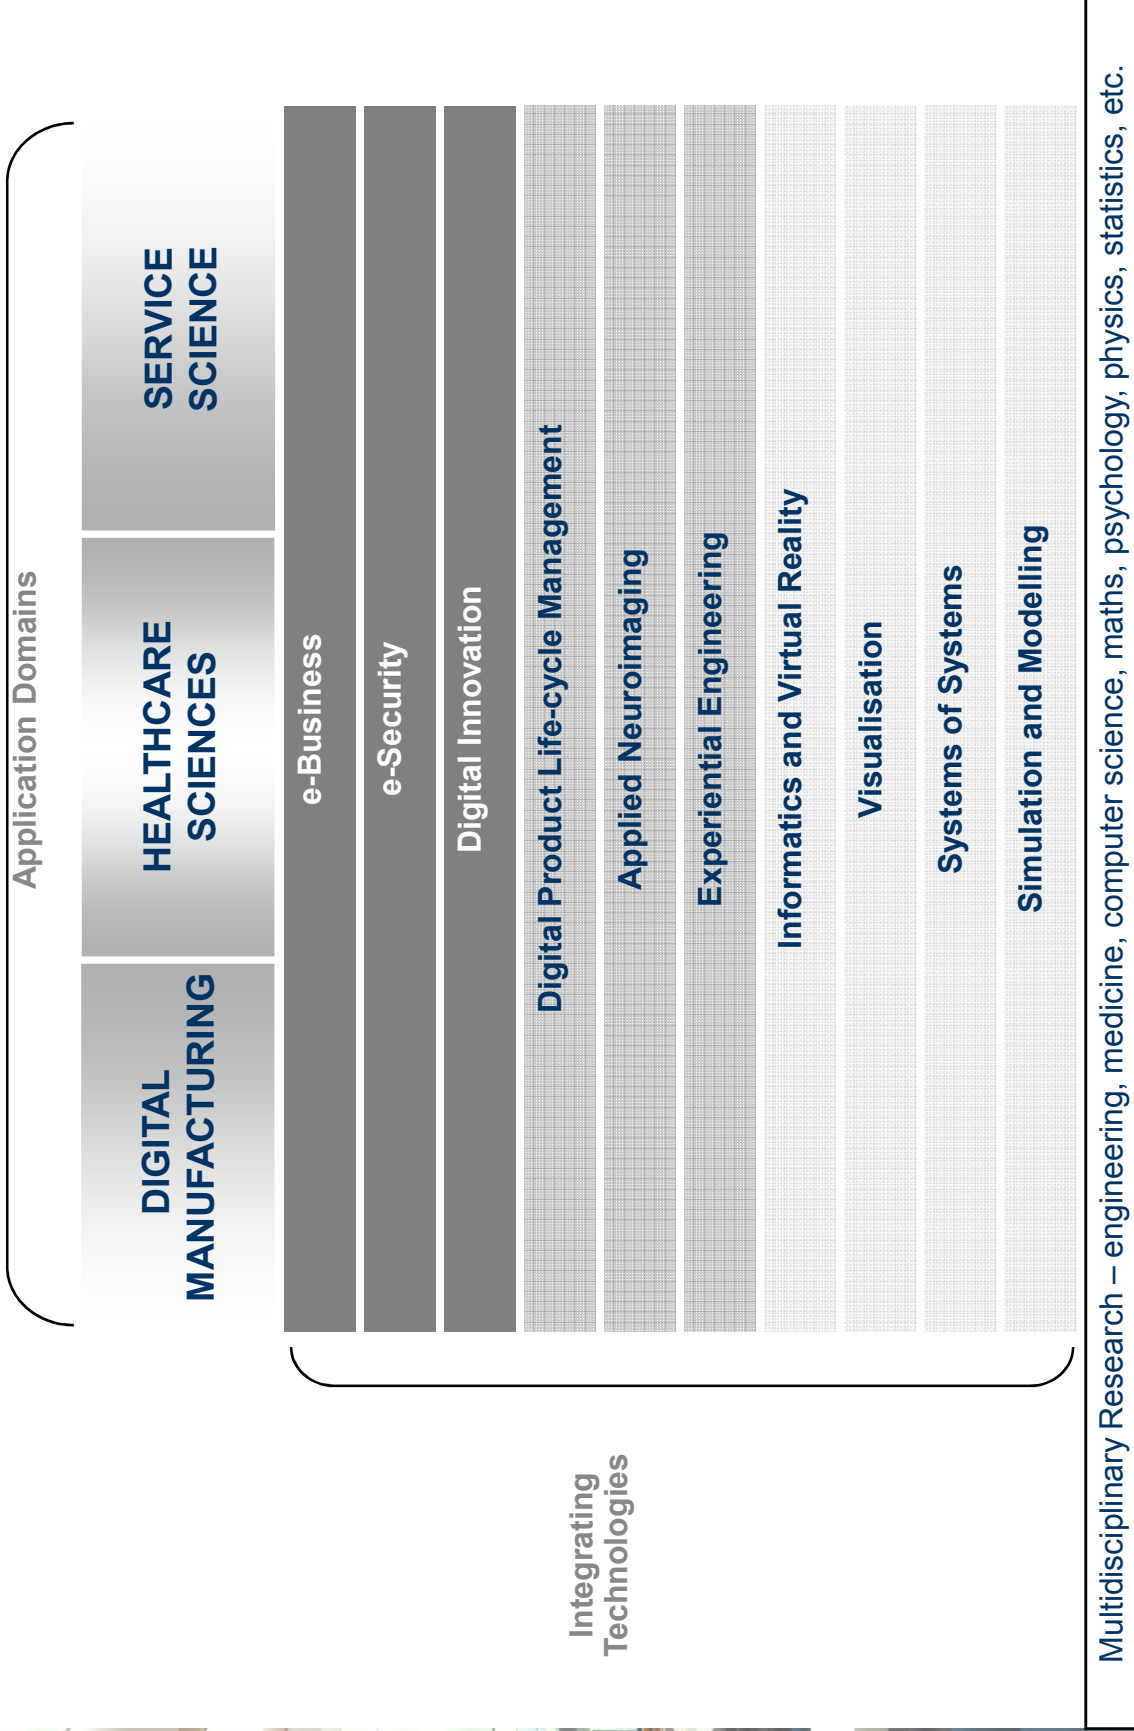 Application Domains
DIGITAL
MANUFACTURING
HEALTHCARE
SCIENCES
SERVICE
SCIENCE
Integrating
Technologies
e-Business
e-Security
Digital Innovation
Digital Product Life-cycle Management
Applied Neuroimaging
Experiential Engineering
Informatics and Virtual Reality
Visualisation
Systems of Systems
Simulation and Modelling
Multidisciplinary Research – engineering, medicine, computer science, maths, psychology, physics, statistics, etc.